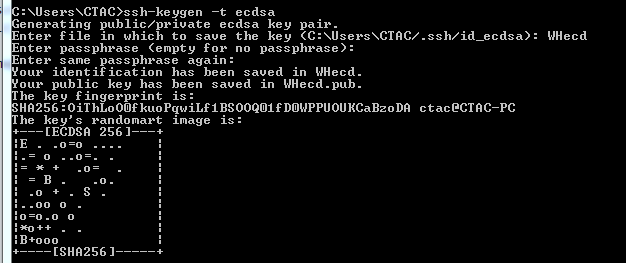 C:\Users\CTAC>ssh-keygen -t ecdsa
Generating public/private ecdsa key pair.
Enter file in which to save the key (C:\Users\CTAC/.ssh/id_ecdsa): WHecd
Enter passphrase (empty for no passphrase):
Enter same passphrase again:
Your identification has been saved in WHecd.
Your public key has been saved in WHecd.pub.
The key fingerprint is:
SHA256:OiThLoO0fkuoPqwiLf1BSOOQ01fD0WPPUOUKCaBzoDA ctac@CTAC-PC
The key's randomart image is:
+---[ECDSA 256]---+
|E . .o=o ....    |
|.= o ..o=. .     |
|= * +  .o=  .    |
| = B .   .o.     |
| .o + . S .      |
|..oo o .         |
|o=o.o o          |
|*o++ . .         |
|B+ooo            |
+----[SHA256]-----+